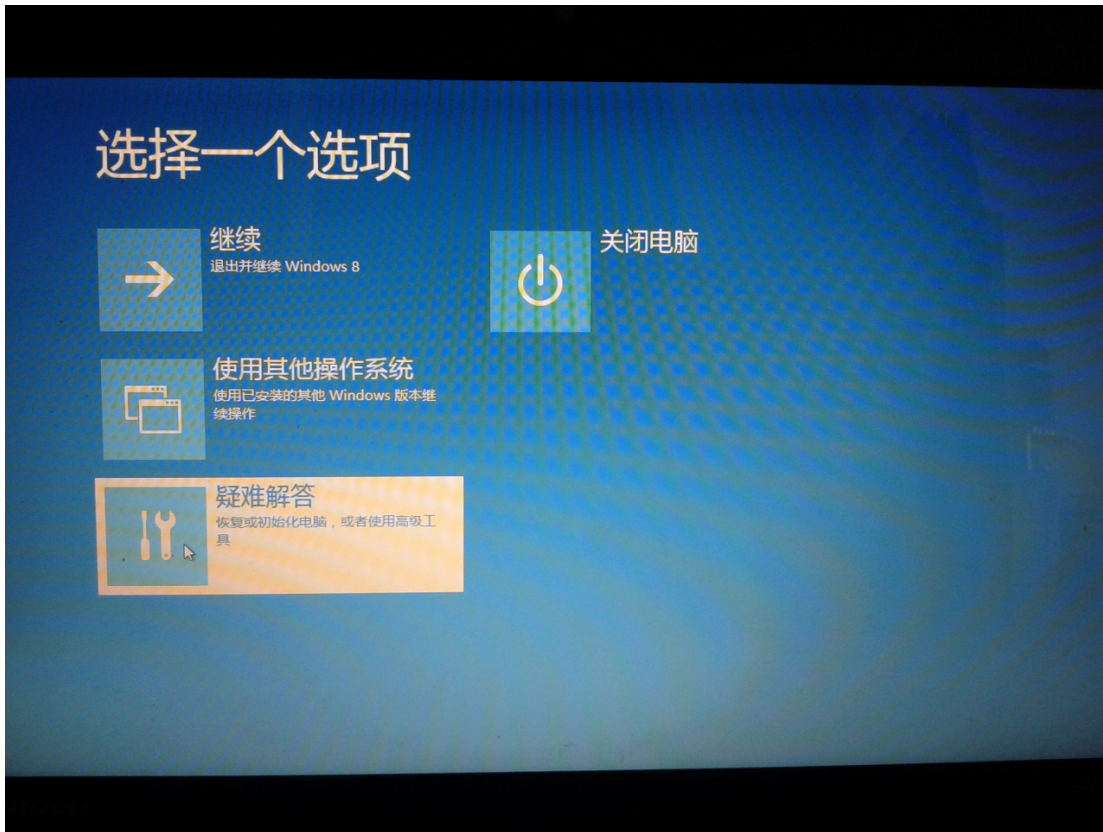 选择一个选项
继续
退出并继续 Windows 8
关闭电脑
使用其他操作系统
使用已安装的其他 Windows 版本继
续操作
疑难解答
恢复或初始化电脑，或者使用高级工
具